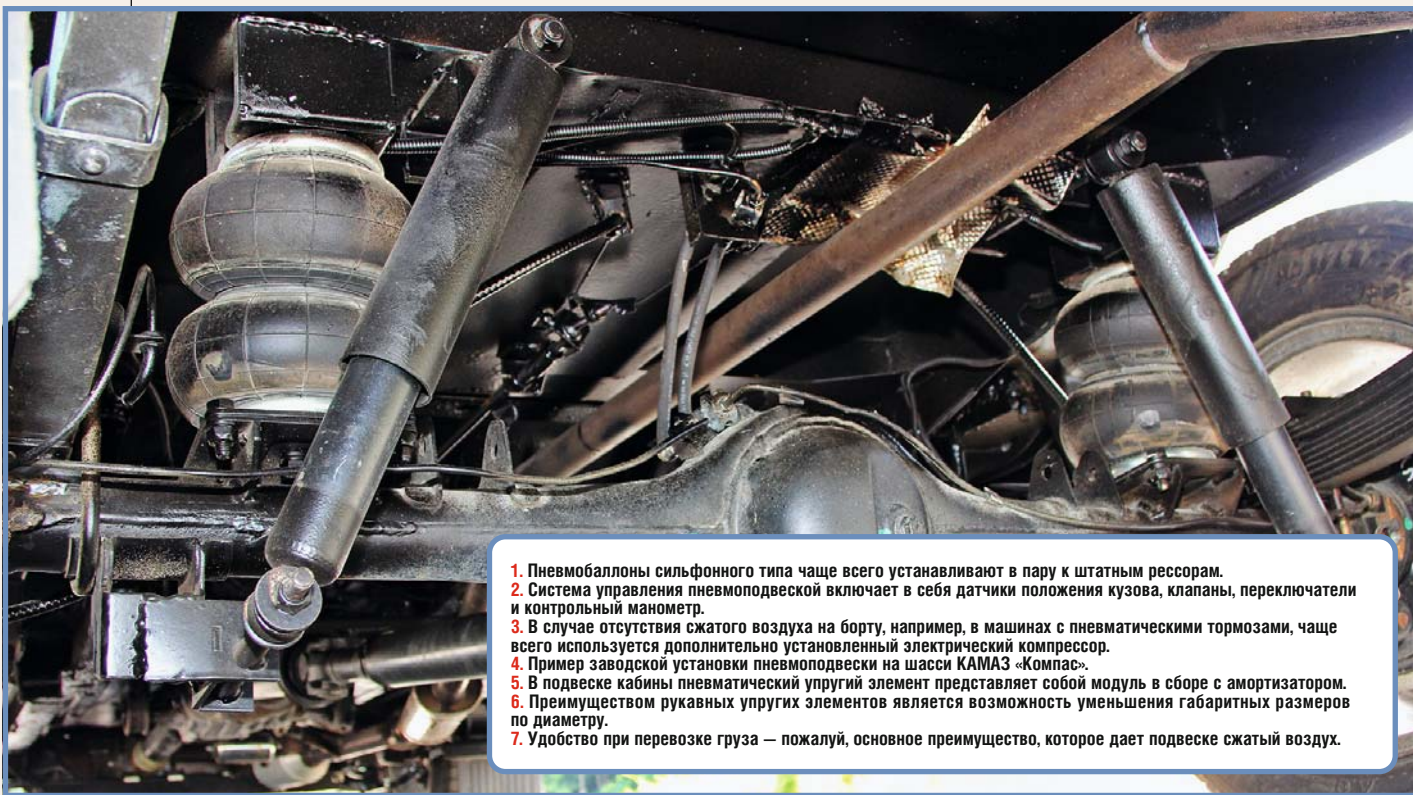 1. Пневмобаллоны сильфонного типа чаще всего устанавливают в пару к штатным рессорам.
2. Система управления пневмоподвеской включает в себя датчики положения кузова, клапаны, переключатели
и контрольный манометр.
3. В случае отсутствия сжатого воздуха на борту, например, в машинах с пневматическими тормозами, чаще
всего используется дополнительно установленный электрический компрессор.
4. Пример заводской установки пневмоподвески на шасси КАМАЗ «Компас».
5. В подвеске кабины пневматический упругий элемент представляет собой модуль в сборе с амортизатором.
6. Преимуществом рукавных упругих элементов является возможность уменьшения габаритных размеров
по диаметру.
7. Удобство при перевозке груза — пожалуй, основное преимущество, которое дает подвеске сжатый воздух.